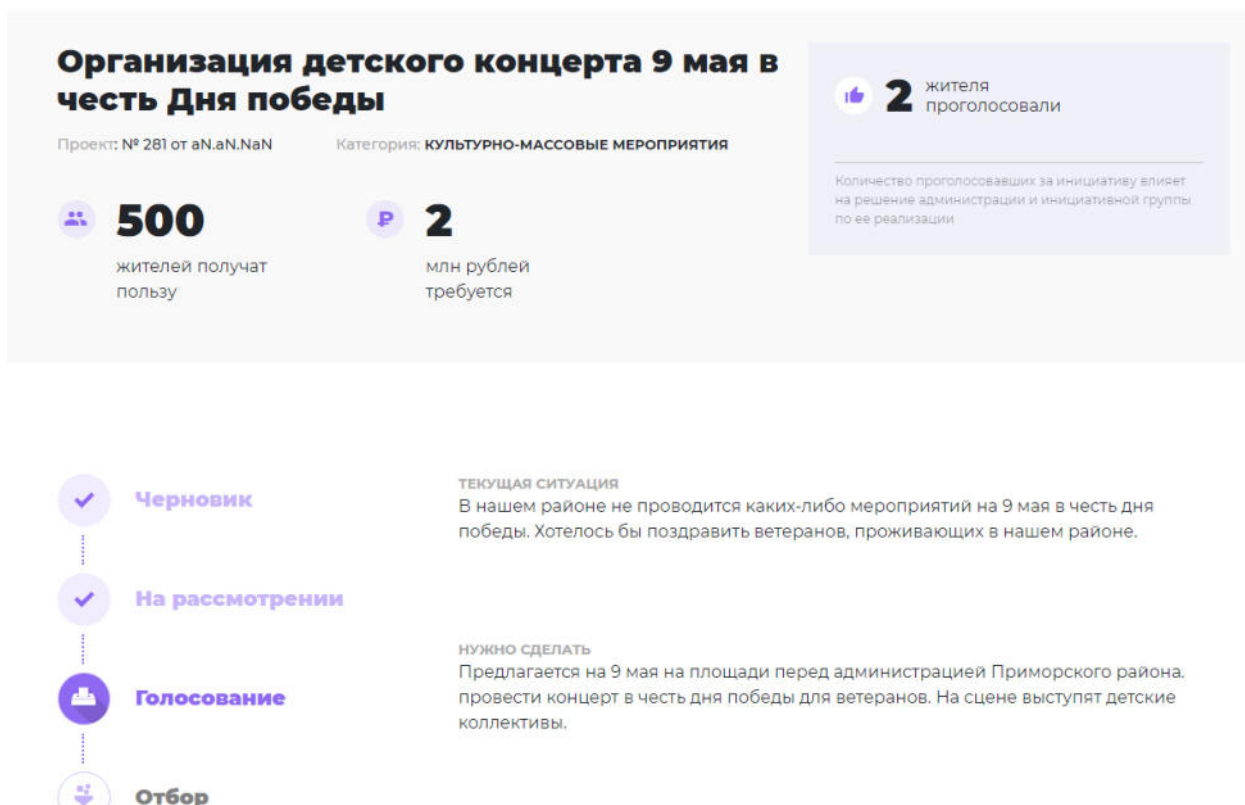 Организация детского концерта 9 мая в
честь Дня победы
Проект: № 281 от aN.aN.NaN
Категория: КУЛЬТУРНО-МАССОВЫЕ МЕРОПРИЯТИЯ
500
жителей получат
пользу
2
млн рублей
требуется
2 жителя
проголосовали
Количество проголосовавших за инициативу влияет
на решение администрации и инициативной группы
по ее реализации
Черновик
На рассмотрении
Голосование
Отбор
ТЕКУЩАЯ СИТУАЦИЯ
В нашем районе не проводится каких-либо мероприятий на 9 мая в честь дня
победы. Хотелось бы поздравить ветеранов, проживающих в нашем районе.
НУЖНО СДЕЛАТЬ
Предлагается на 9 мая на площади перед администрацией Приморского района.
провести концерт в честь дня победы для ветеранов. На сцене выступят детские
коллективы.